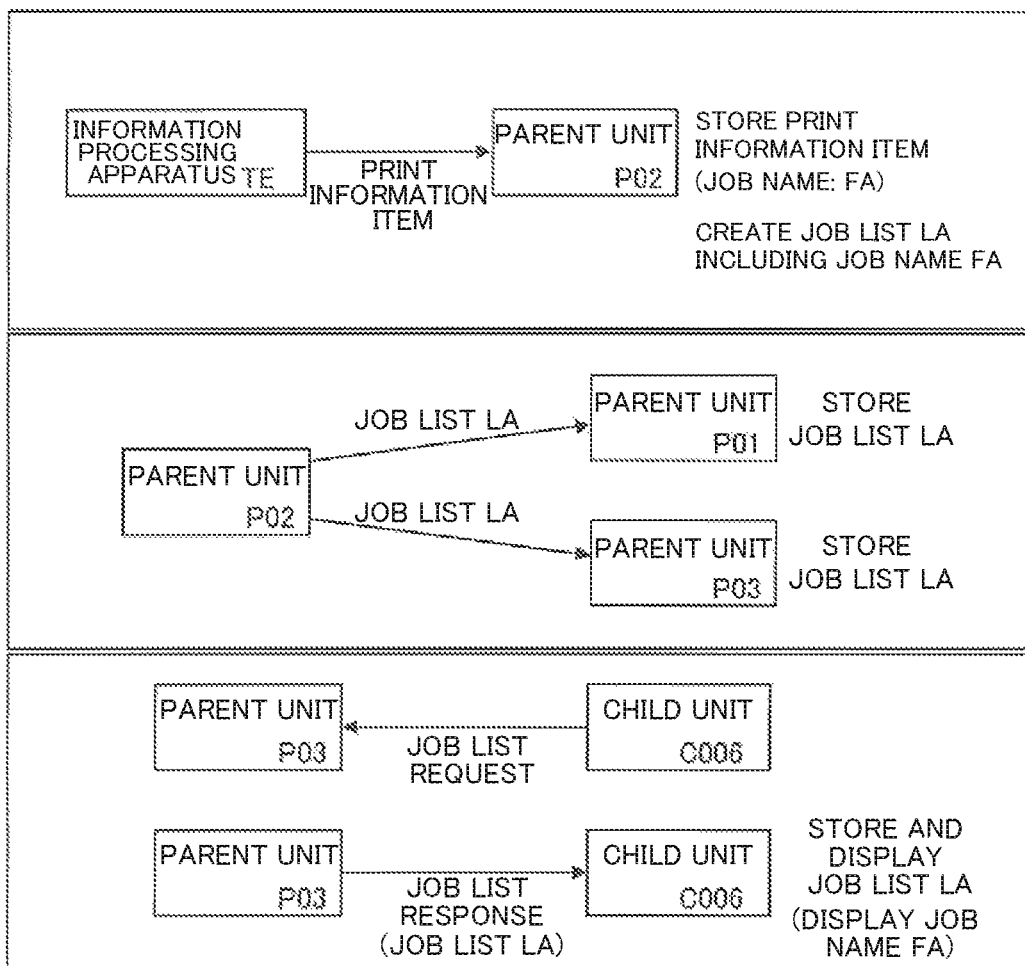 INFORMATION
PROCESSING
APPARATUS TE
PRINT
INFORMATION
ITEM
PARENT UNIT
P02
STORE PRINT
INFORMATION ITEM
(JOB NAME: FA)
CREATE JOB LIST LA
INCLUDING JOB NAME FA
PARENT UNIT
P02
JOB LIST LA
JOB LIST LA
PARENT UNIT
P01
STORE
JOB LIST LA
PARENT UNIT
P03
STORE
JOB LIST LA
PARENT UNIT
P03
JOB LIST
REQUEST
CHILD UNIT
C006
PARENT UNIT
P03
JOB LIST
RESPONSE
(JOB LIST LA)
CHILD UNIT
C006
STORE AND
DISPLAY
JOB LIST LA
(DISPLAY JOB
NAME FA)